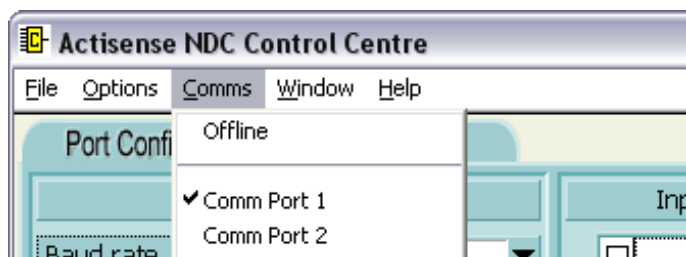 Actisense NDC Control Centre
File Options Comms Window Help
Offline
Port Confi
Comm Port 1
Inp
Comm Port 2
Baud rate